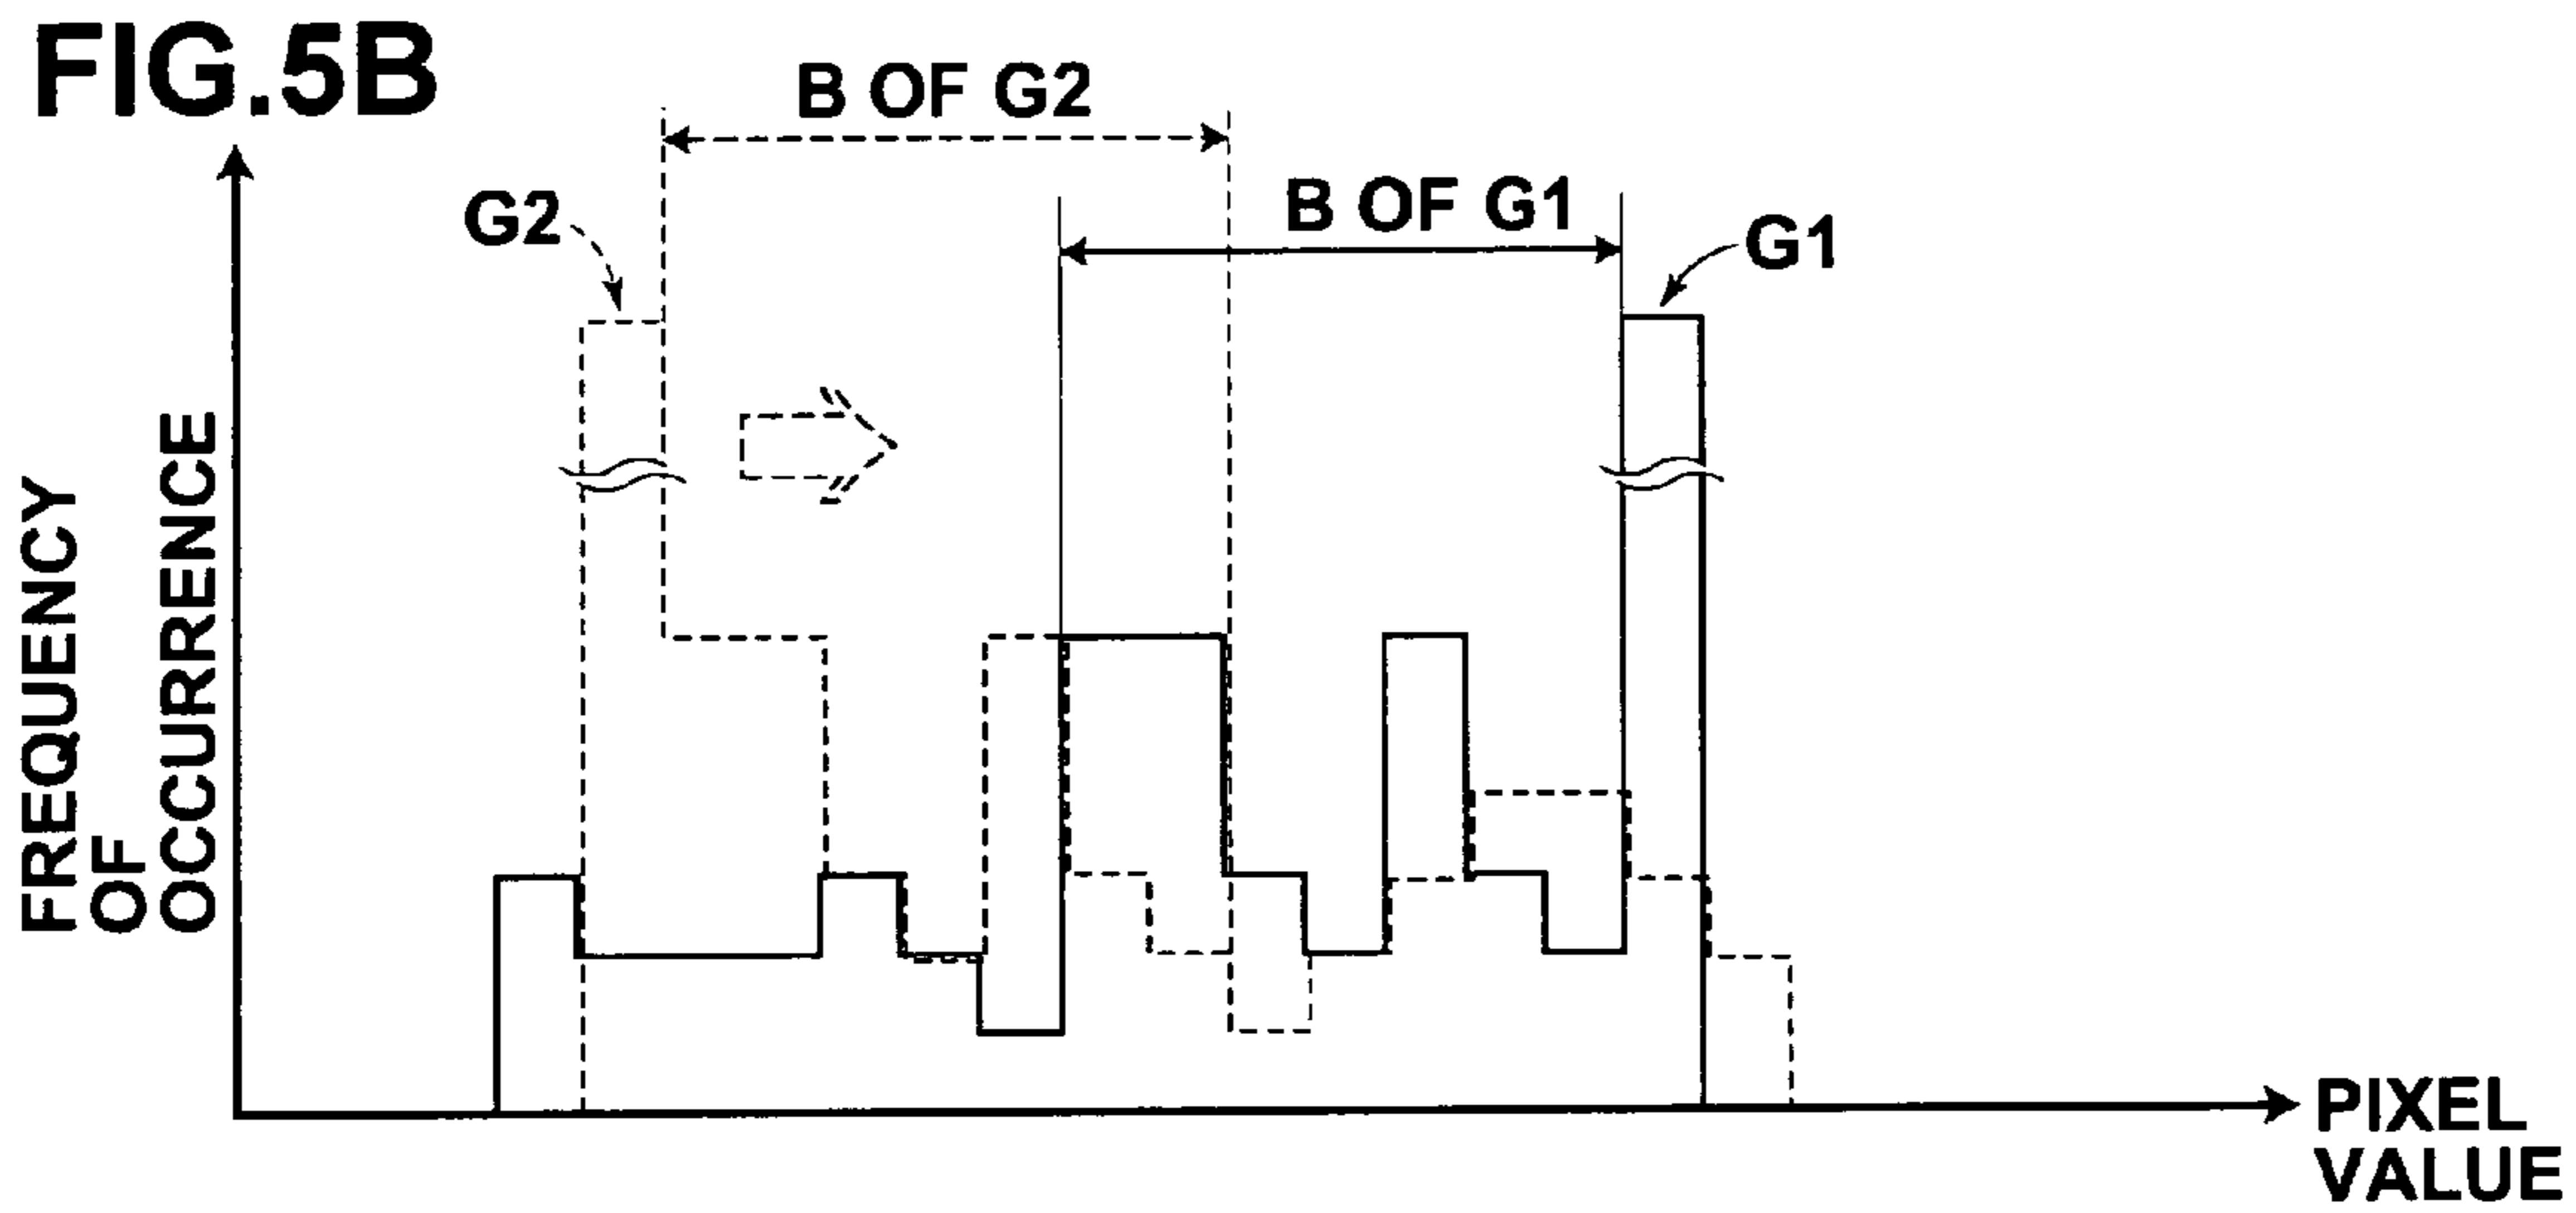 FIG.5B
B OF G2
B OF G1
G2
G1
FREQUENCY
OF
OCCURRENCE
PIXEL
VALUE